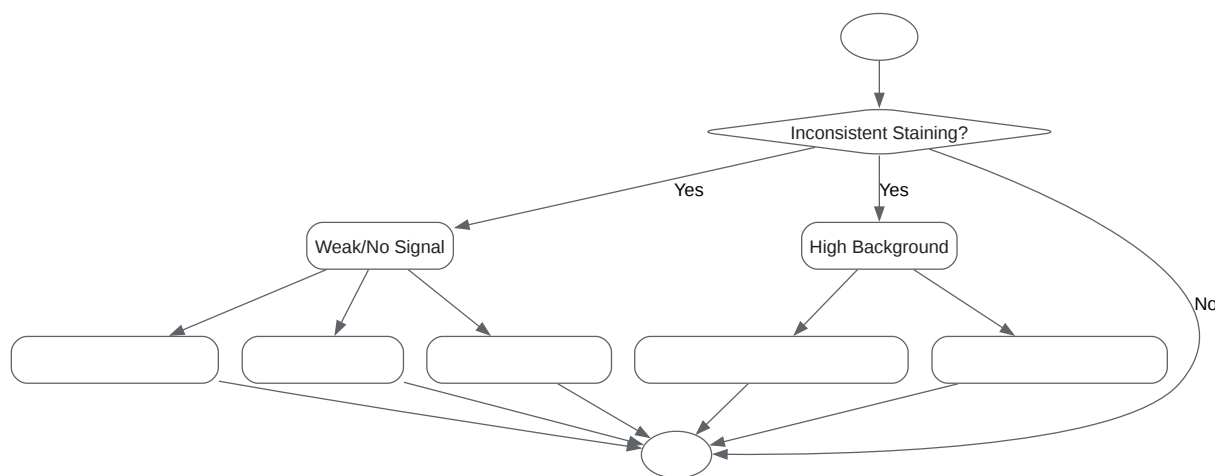 Inconsistent Staining?
Yes
Yes
Weak/No Signal
High Background
No